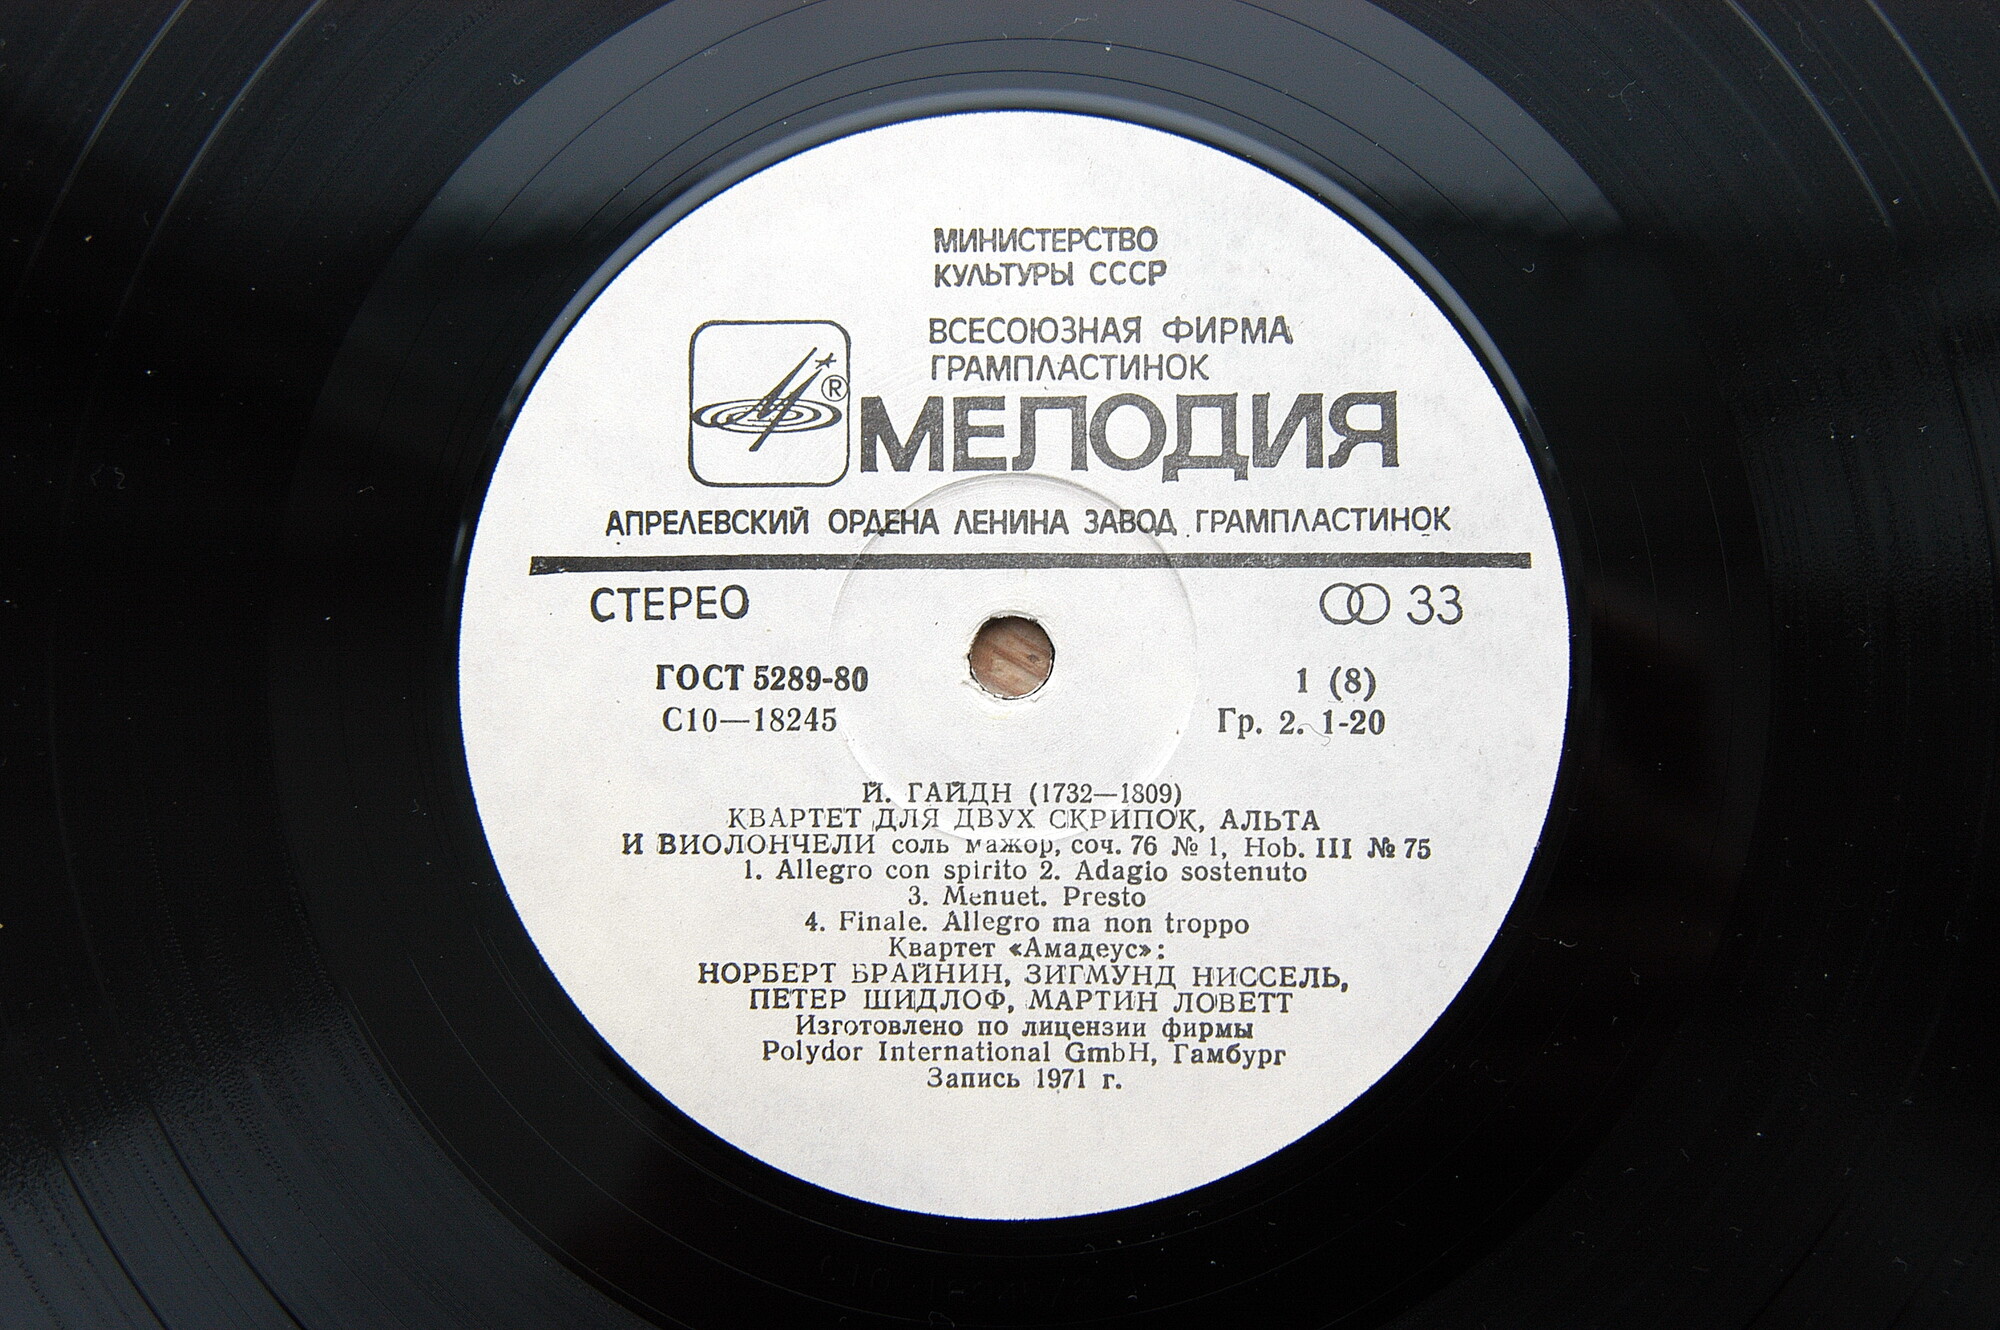 МИНИСТЕРСТВО
КУЛЬТУРЫ СССР
ВСЕСОЮЗНАЯ ФИРМА
ГРАМПЛАСТИНОК
®
МЕЛОДИЯ
АПРЕЛЕВСКИЙ ОРДЕНА ЛЕНИНА ЗАВОД ГРАМПЛАСТИНОК
СТЕРЕО 33
ГОСТ 5289-80 1 (8)
С10—18245 Гр. 2. 1-20
Й. ГАЙДН (1732—1809)
КВАРТЕТ ДЛЯ ДВУХ СКРИПОК, АЛЬТА
И ВИОЛОНЧЕЛИ соль мажор, соч. 76 № 1, Hob. III № 75
1. Allegro con spirito 2. Adagio sostenuto
3. Menuet. Presto
4. Finale. Allegro ma non troppo
Квартет «Амадеус»:
НОРБЕРТ БРАЙНИН, ЗИГМУНД НИССЕЛЬ,
ПЕТЕР ШИДЛОФ, МАРТИН ЛОВЕТТ
Изготовлено по лицензии фирмы
Polydor International GmbH, Гамбург
Запись 1971 г.